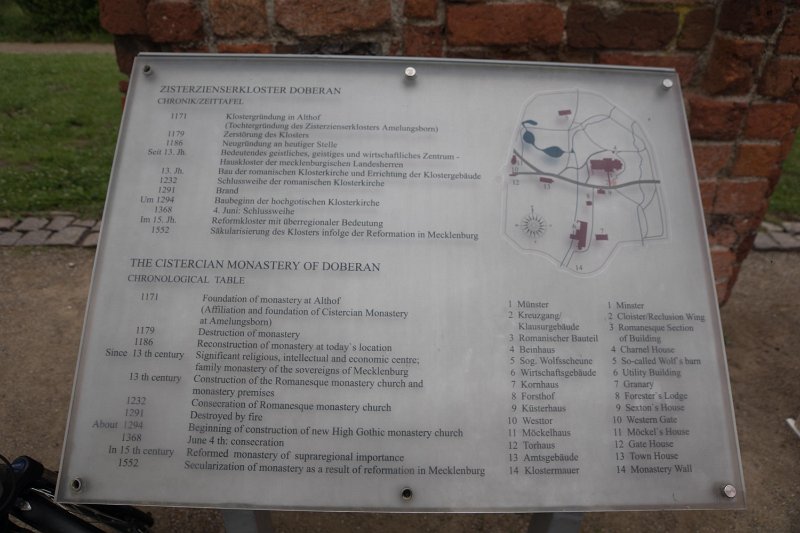 ZISTERZIENSERKLOSTER DOBERAN
CHRONIK/ZEITTAFEL
1171 Klostergründung in Althof
(Tochtergründung des Zisterzienserklosters Amelungsborn)
1179 Zerstörung des Klosters
1186 Neugründung an heutiger Stelle
Seit 13. Jh. Bedeutendes geistliches, geistiges und wirtschaftliches Zentrum -
Hauskloster der mecklenburgischen Landesherren
13. Jh. Bau der romanischen Klosterkirche und Errichtung der Klostergebäude
1232 Schlussweihe der romanischen Klosterkirche
1291 Brand
Um 1294 Baubeginn der hochgotischen Klosterkirche
1368 4. Juni: Schlussweihe
Im 15. Jh. Reformkloster mit überregionaler Bedeutung
1552 Säkularisierung des Klosters infolge der Reformation in Mecklenburg
THE CISTERCIAN MONASTERY OF DOBERAN
CHRONOLOGICAL TABLE
1171 Foundation of monastery at Althof
(Affiliation and foundation of Cistercian Monastery
at Amelungsborn)
1179 Destruction of monastery
1186 Reconstruction of monastery at today`s location
Since 13 th century Significant religious, intellectual and economic centre;
family monastery of the sovereigns of Mecklenburg
13 th century Construction of the Romanesque monastery church and
monastery premises
1232 Consecration of Romanesque monastery church
1291 Destroyed by fire
About 1294 Beginning of construction of new High Gothic monastery church
1368 June 4 th: consecration
In 15 th century Reformed monastery of supraregional importance
1552 Secularization of monastery as a result of reformation in Mecklenburg
1 Münster
2 Kreuzgang/
Klausurgebäude
3 Romanischer Bauteil
4 Beinhaus
5 Sog. Wolfsscheune
6 Wirtschaftsgebäude
7 Kornhaus
8 Forsthof
9 Küsterhaus
10 Westtor
11 Möckelhaus
12 Torhaus
13 Amtsgebäude
14 Klostermauer
1 Minster
2 Cloister/Reclusion Wing
3 Romanesque Section
of Building
4 Charnel House
5 So-called Wolf`s barn
6 Utility Building
7 Granary
8 Forester`s Lodge
9 Sexton`s House
10 Western Gate
11 Möckel`s House
12 Gate House
13 Town House
14 Monastery Wall
12
13
14